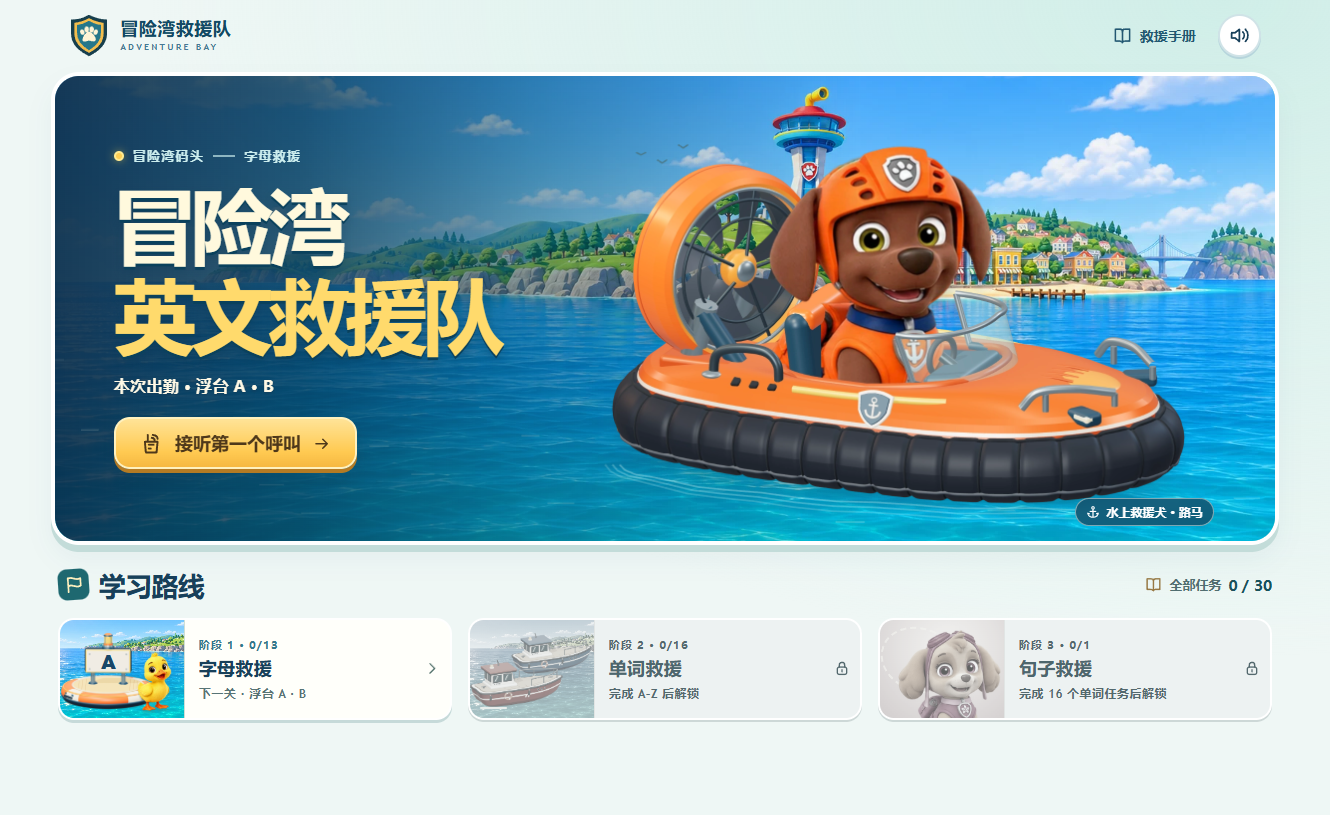 冒险湾救援队
ADVENTURE BAY
救援手册
冒险湾码头 — 字母救援
冒险湾
英文救援队
本次出勤 • 浮台 A • B
接听第一个呼叫 →
水上救援犬 • 路马
学习路线
全部任务 0 / 30
A
阶段 1 • 0/13
字母救援
下一关 · 浮台 A · B
阶段 2 • 0/16
单词救援
完成 A-Z 后解锁
阶段 3 • 0/1
句子救援
完成 16 个单词任务后解锁